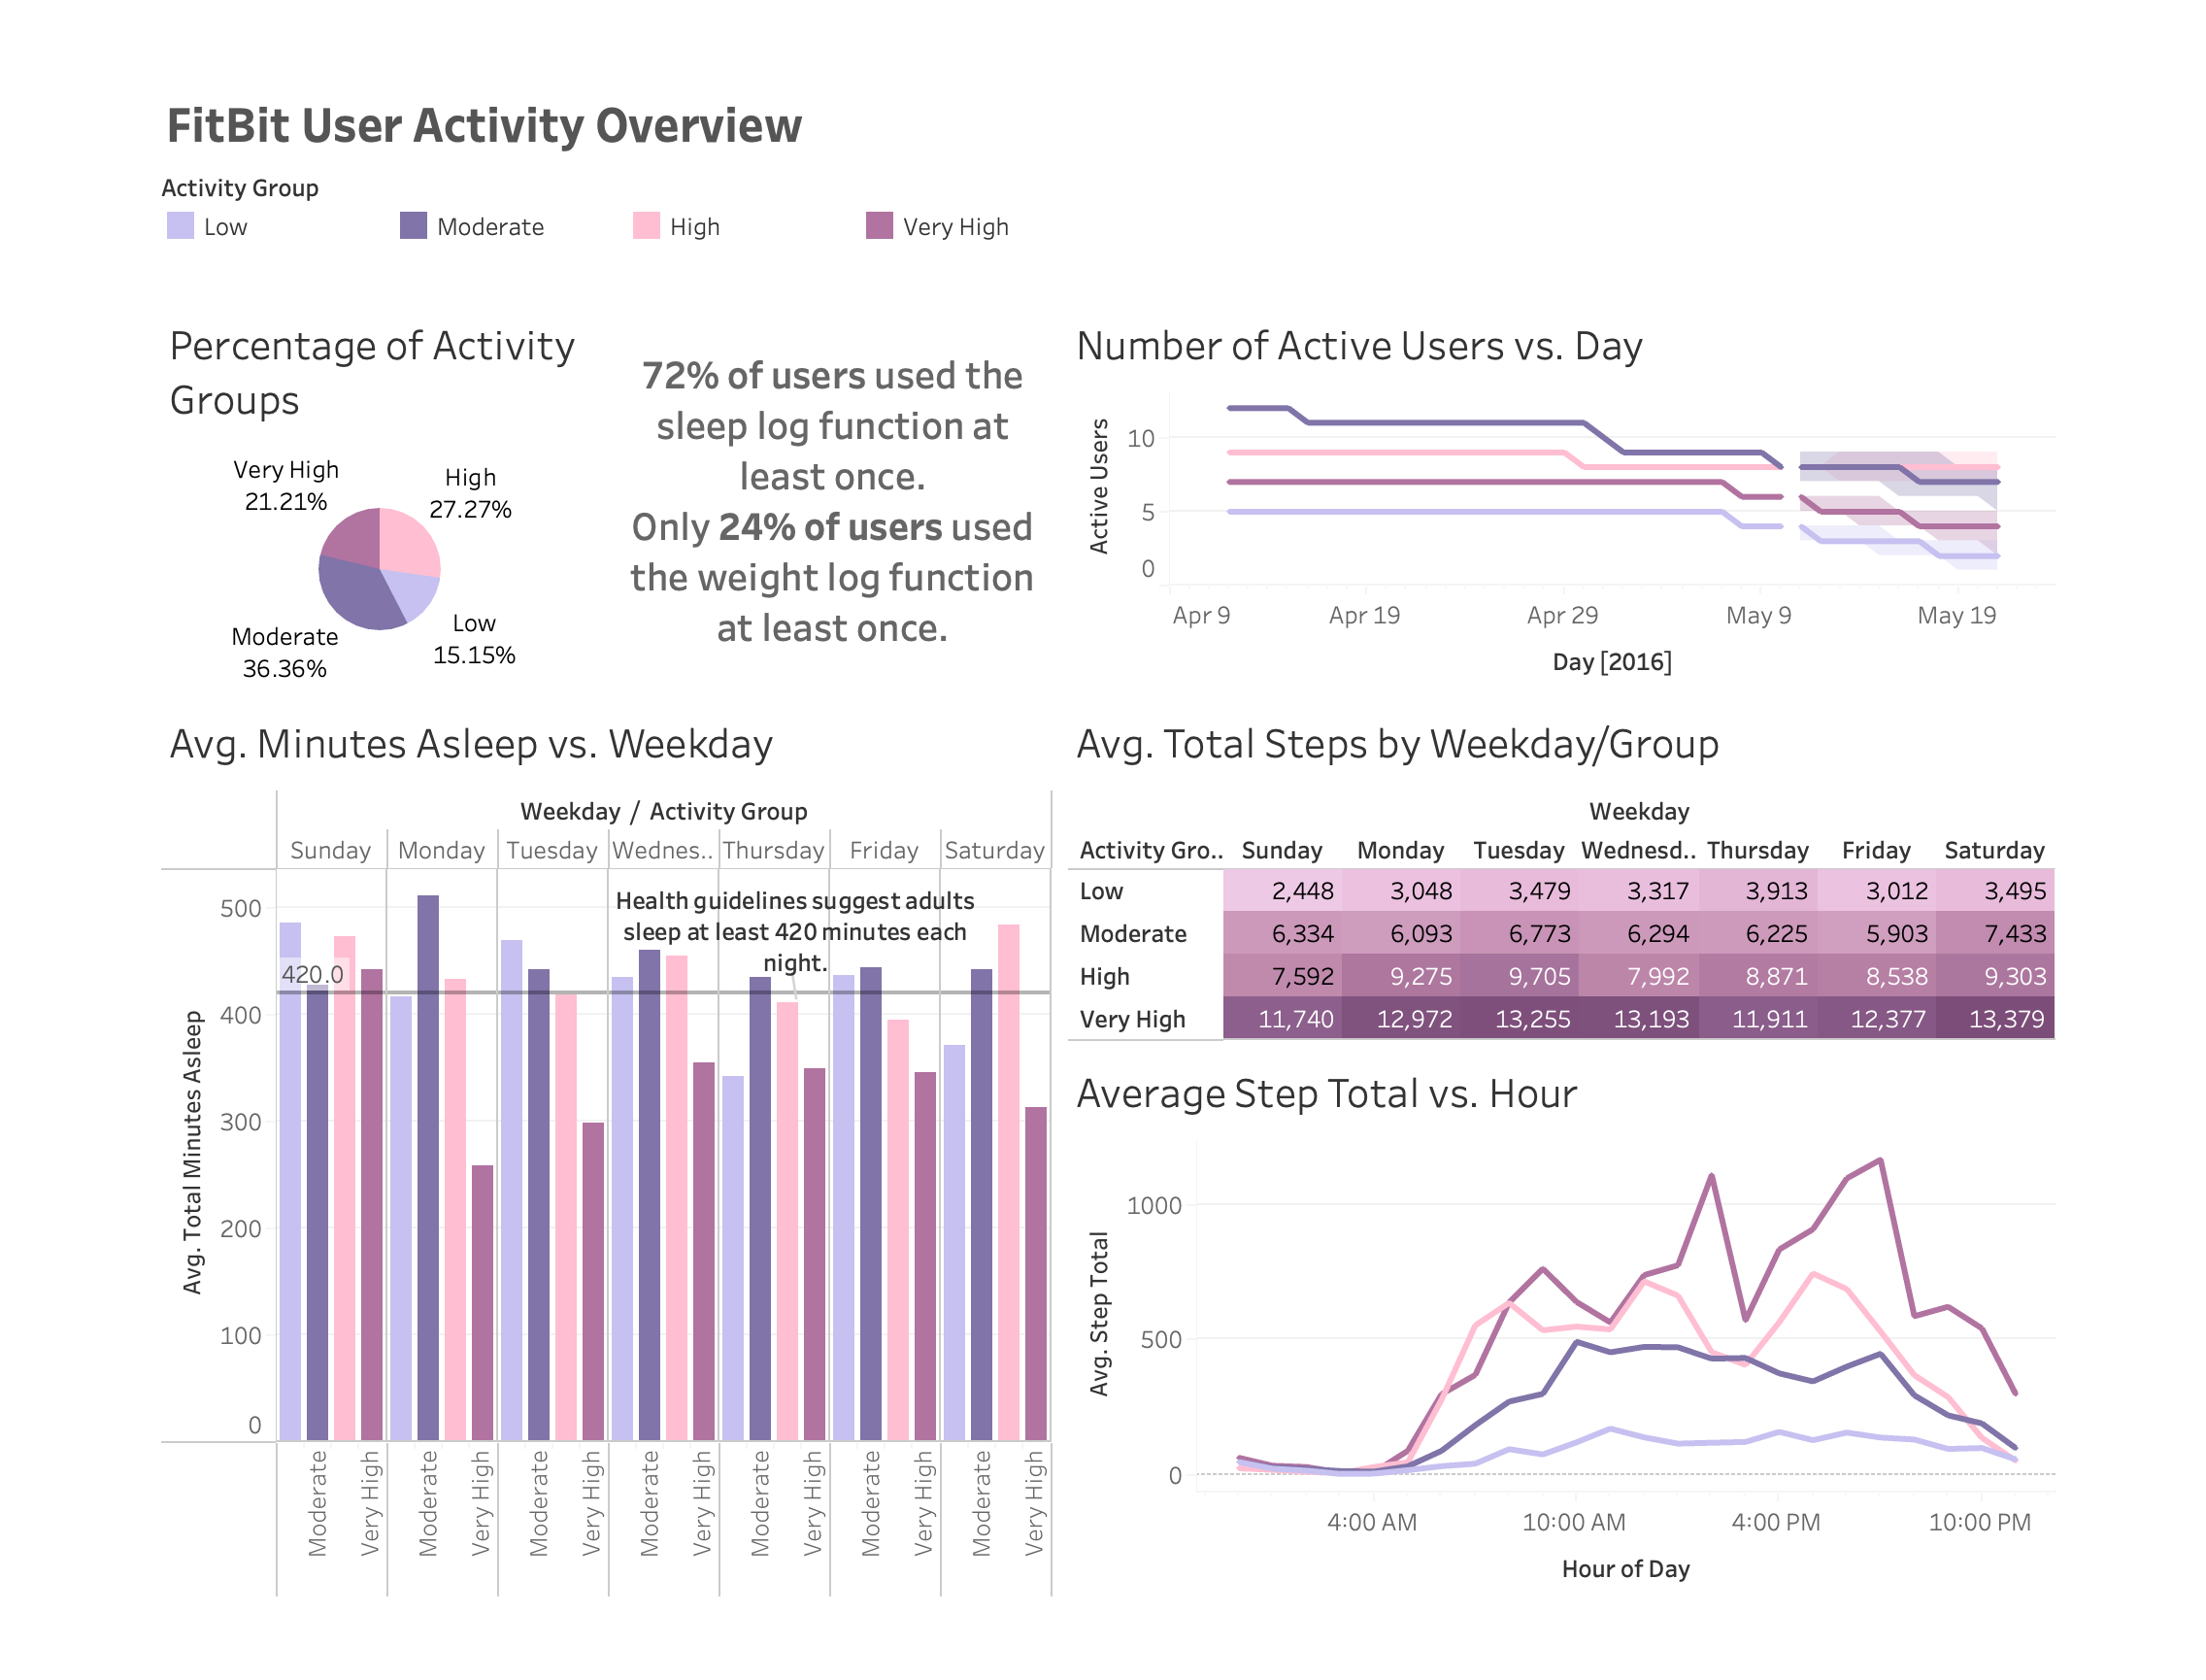 FitBit User Activity Overview
Activity Group
Low
Moderate
High
Very High
Percentage of Activity
Groups
Very High
21.21%
High
27.27%
Low
15.15%
Moderate
36.36%
72% of users used the
sleep log function at
least once.
Only 24% of users used
the weight log function
at least once.
Number of Active Users vs. Day
Active Users
10
5
0
Apr 9
Apr 19
Apr 29
May 9
May 19
Day [2016]
Avg. Minutes Asleep vs. Weekday
Weekday / Activity Group
Sunday
Monday
Tuesday
Wednes..
Thursday
Friday
Saturday
Health guidelines suggest adults
sleep at least 420 minutes each
night.
420.0
Avg. Total Minutes Asleep
500
400
300
200
100
0
Moderate
Very High
Moderate
Very High
Moderate
Very High
Moderate
Very High
Moderate
Very High
Moderate
Very High
Moderate
Very High
Avg. Total Steps by Weekday/Group
Weekday
Activity Gro.. Sunday Monday Tuesday Wednesd.. Thursday Friday Saturday
Low 2,448 3,048 3,479 3,317 3,913 3,012 3,495
Moderate 6,334 6,093 6,773 6,294 6,225 5,903 7,433
High 7,592 9,275 9,705 7,992 8,871 8,538 9,303
Very High 11,740 12,972 13,255 13,193 11,911 12,377 13,379
Average Step Total vs. Hour
Avg. Step Total
1000
500
0
4:00 AM
10:00 AM
4:00 PM
10:00 PM
Hour of Day